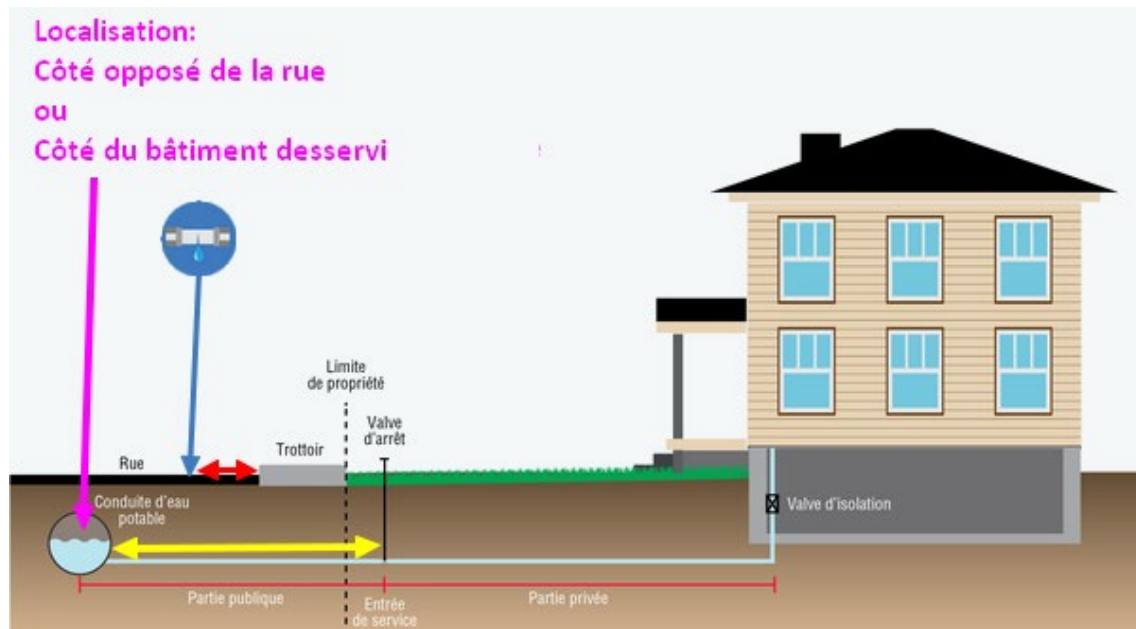 Localisation:
Côté opposé de la rue
ou
Côté du bâtiment desservi
Limite
de propriété
Valve
d'arrêt
Trottoir
Rue
Conduite d'eau
potable
Valve d'isolation
Partie publique
Entrée
de service
Partie privée